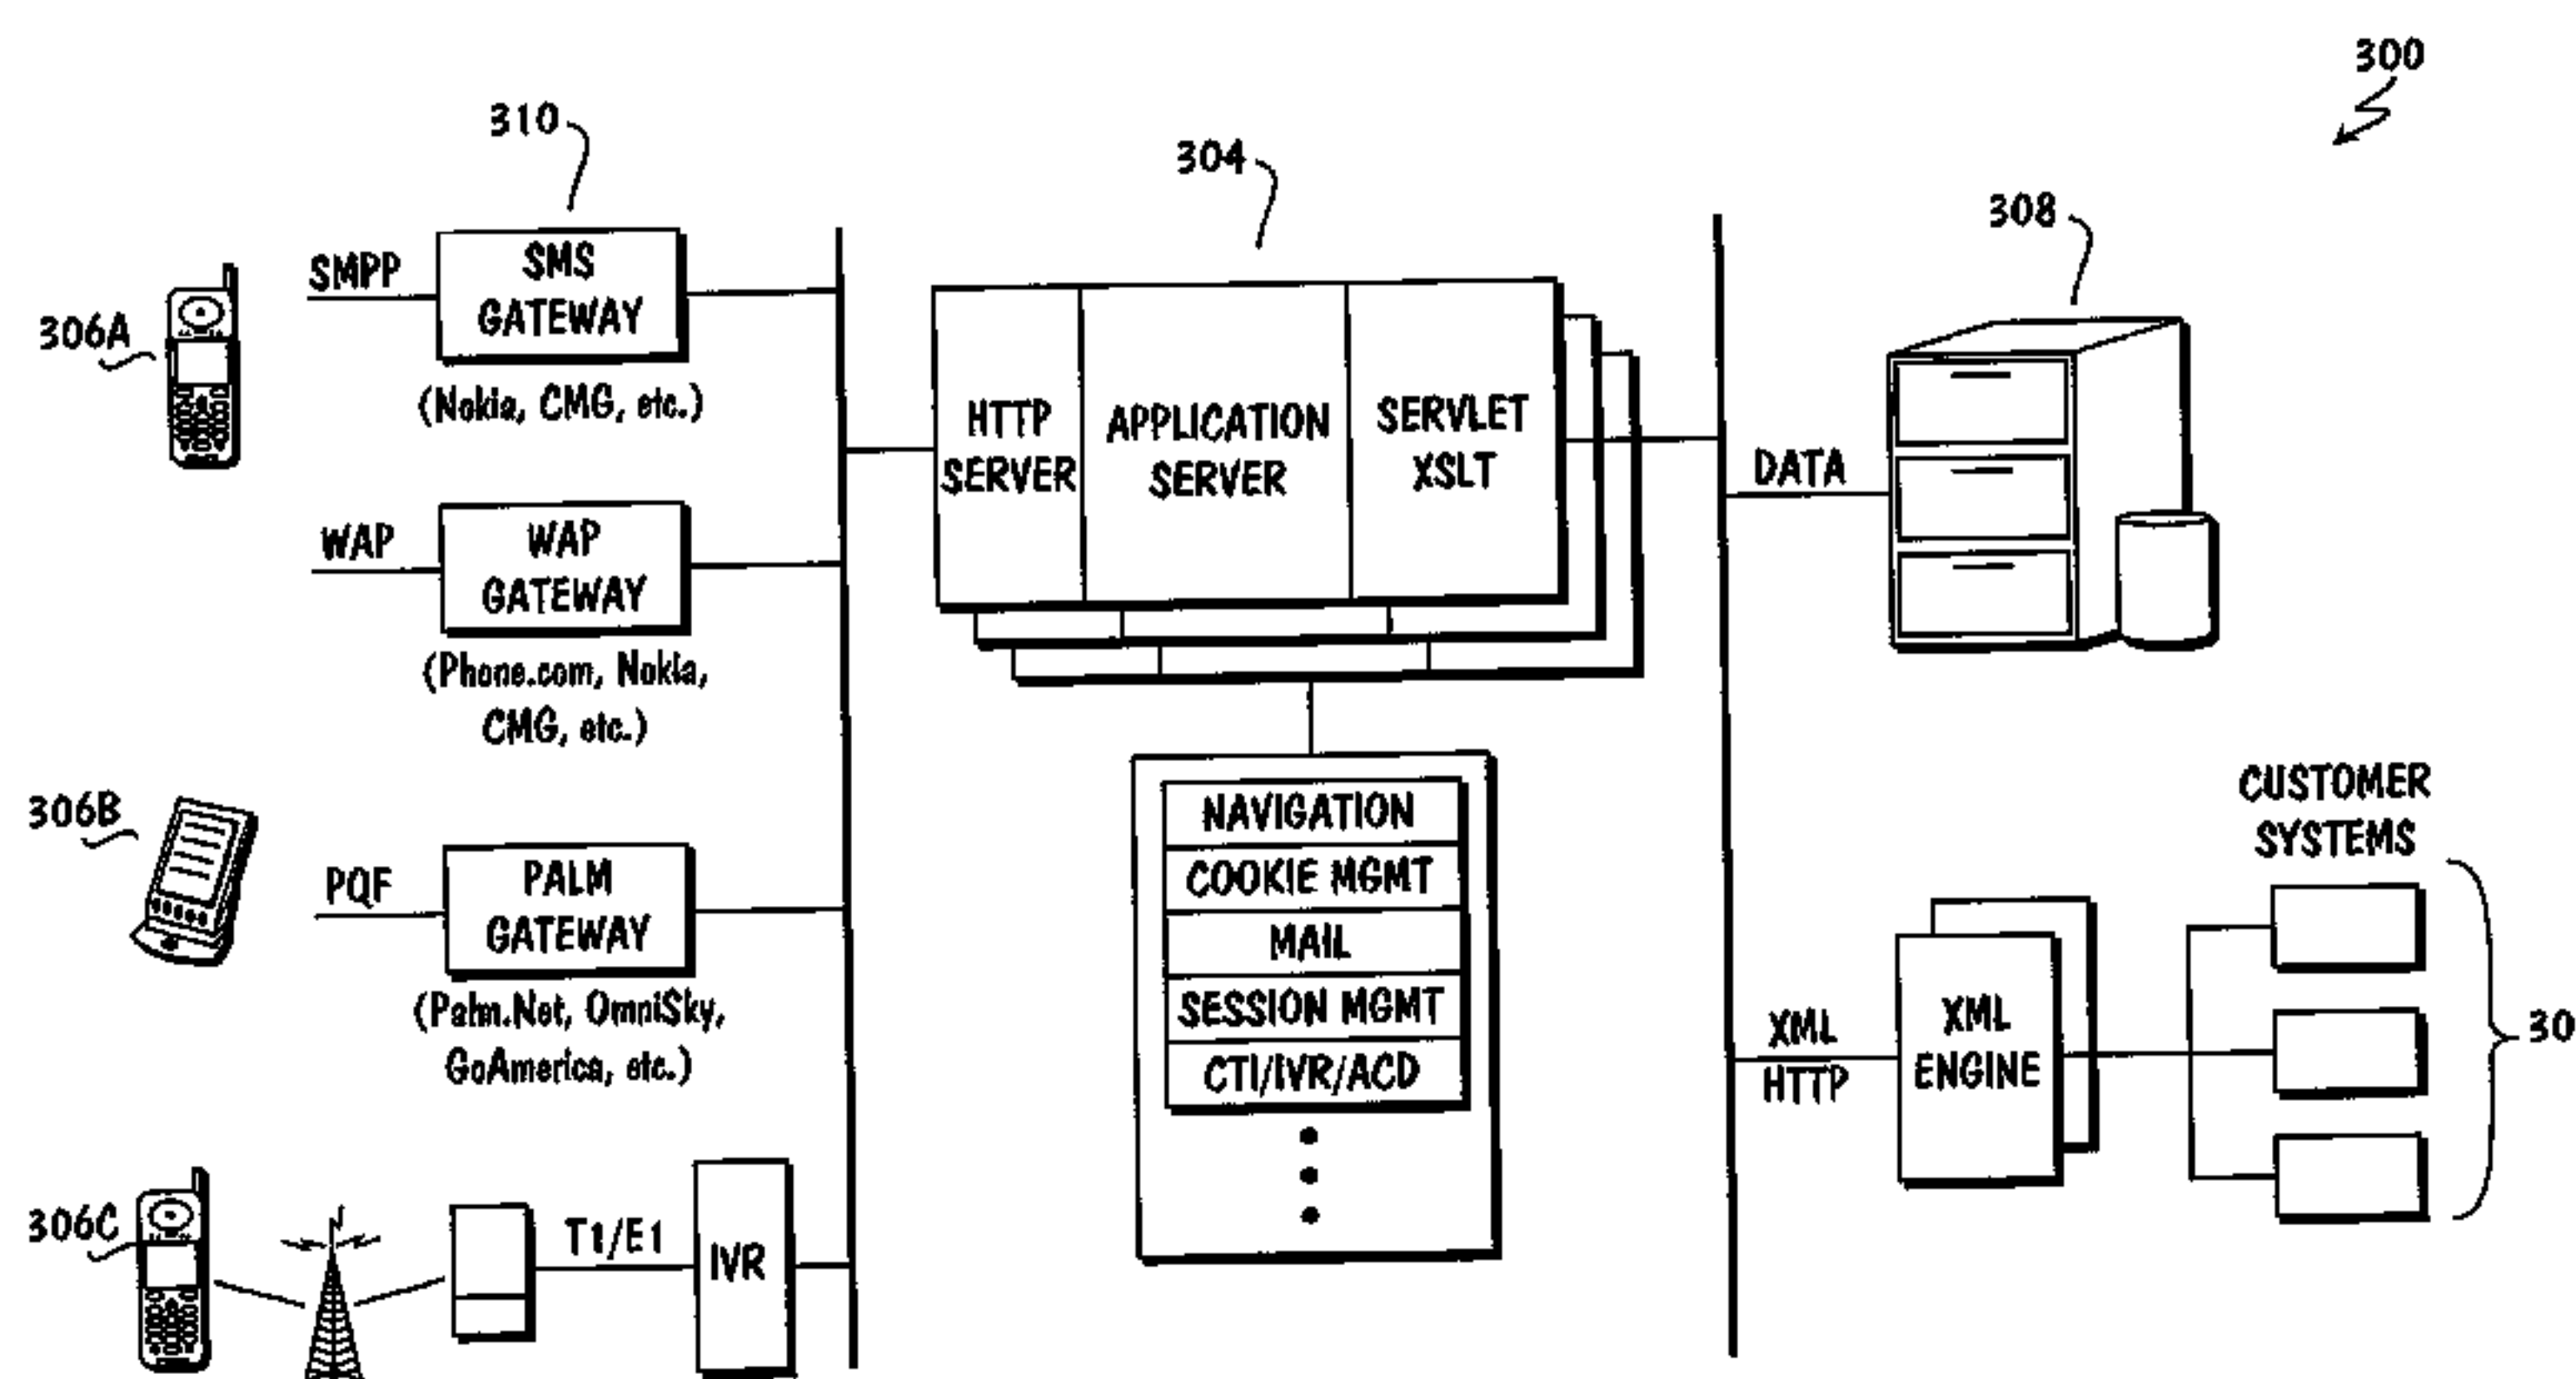 300
310
304
308
SMPP
SMS
GATEWAY
306A
(Nokia, CMG, etc.)
HTTP
SERVER
APPLICATION
SERVER
SERVLET
XSLT
DATA
WAP
WAP
GATEWAY
(Phone.com, Nokia,
CMG, etc.)
306B
PQF
PALM
GATEWAY
(Palm.Net, OmniSky,
GoAmerica, etc.)
NAVIGATION
COOKIE MGMT
MAIL
SESSION MGMT
CTI/IVR/ACD
CUSTOMER
SYSTEMS
XML
HTTP
XML
ENGINE
30
306C
T1/E1
IVR